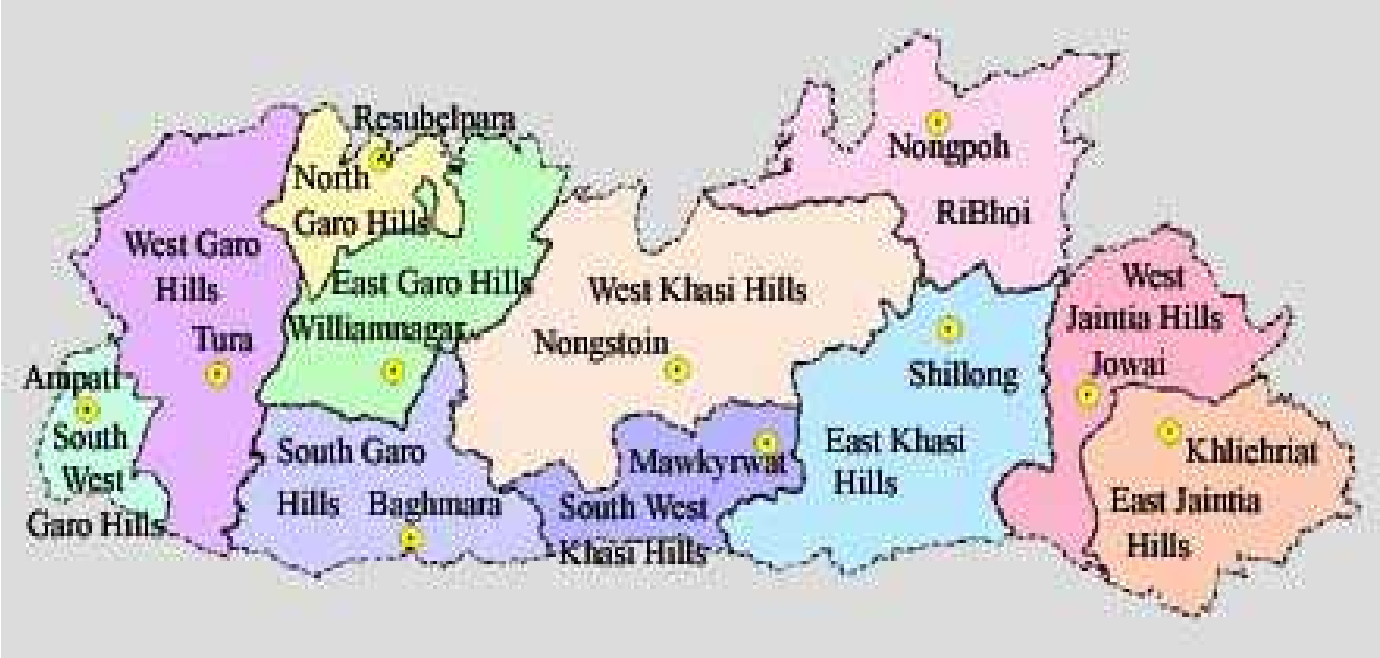 Resubelpara
North
Garo Hills
West Garo
Hills
Tura
East Garo Hills
Williamnagar
Ampati
South
West
Garo Hills
South Garo
Hills
Baghmara
West Khasi Hills
Nongstoin
Mawkyrwat
South West
Khasi Hills
Nongpoh
RiBhoi
Shillong
East Khasi
Hills
West
Jaintia Hills
Jowai
Khliehriat
East Jaintia
Hills